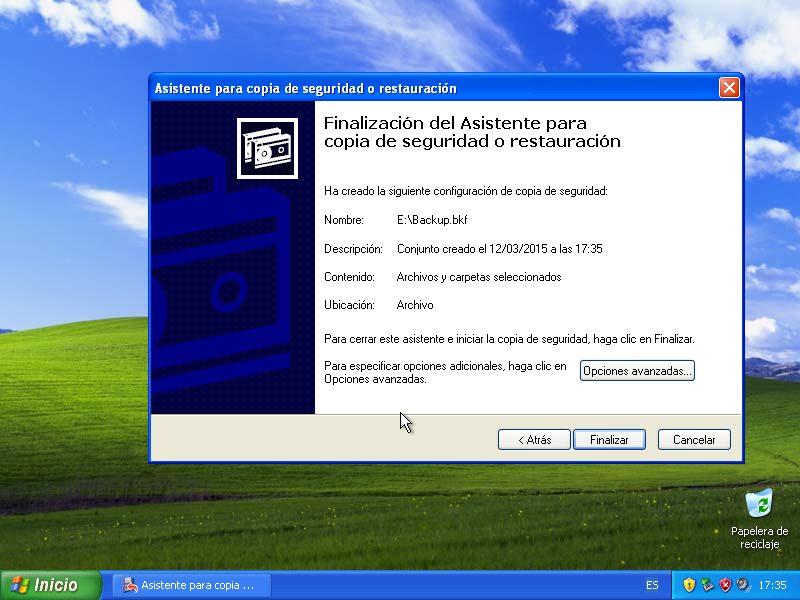 Asistente para copia de seguridad o restauración
Finalización del Asistente para
copia de seguridad o restauración
Ha creado la siguiente configuración de copia de seguridad:
Nombre: E:\Backup.bkf
Descripción: Conjunto creado el 12/03/2015 a las 17:35
Contenido: Archivos y carpetas seleccionados
Ubicación: Archivo
Para cerrar este asistente e iniciar la copia de seguridad, haga clic en Finalizar.
Para especificar opciones adicionales, haga clic en
Opciones avanzadas.
Opciones avanzadas...
< Atrás Finalizar Cancelar
Papelera de
reciclaje
Inicio Asistente para copia ... ES 17:35